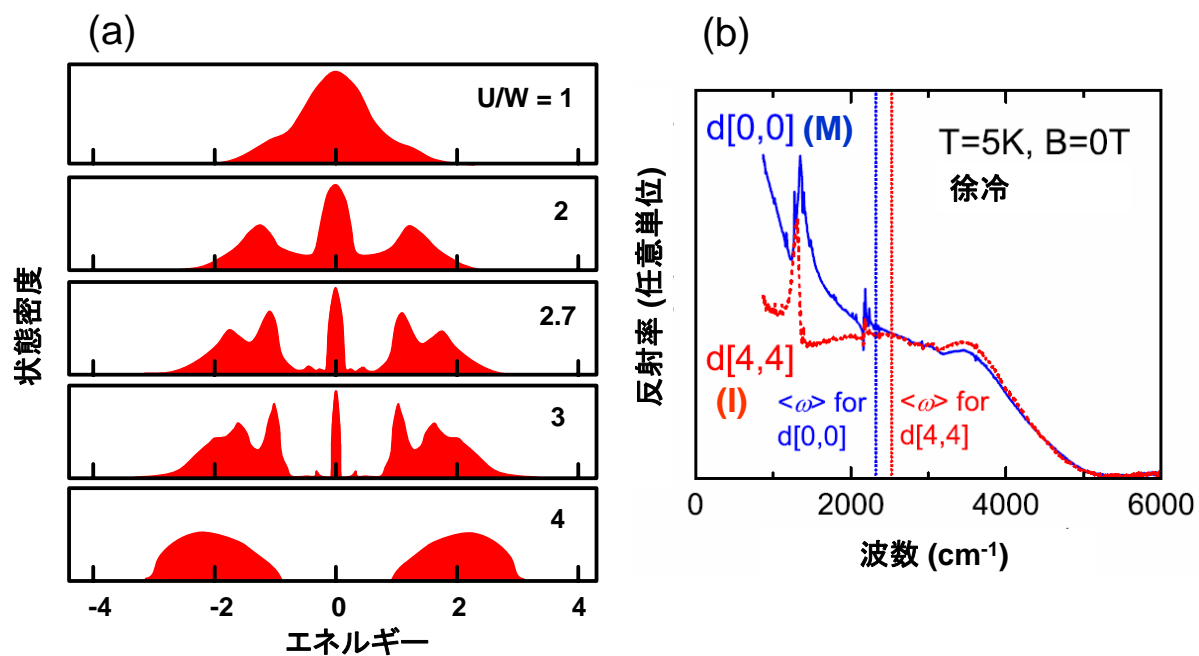 (a)
U/W = 1
2
2.7
3
4
状態密度
-4 -2 0 2 4
エネルギー
(b)
d[0,0] (M)
T=5K, B=0T
徐冷
d[4,4]
(I)
<ω> for
d[0,0]
<ω> for
d[4,4]
反射率 (任意単位)
0 2000 4000 6000
波数 (cm⁻¹)